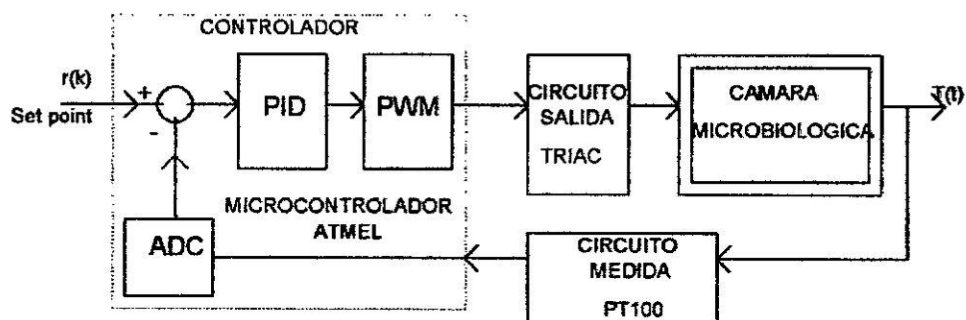 CONTROLADOR
r(k)
Set point
+
-
PID
PWM
CIRCUITO
SALIDA
TRIAC
CAMARA
MICROBIOLOGICA
T(t)
MICROCONTROLADOR
ATMEL
ADC
CIRCUITO
MEDIDA
PT100